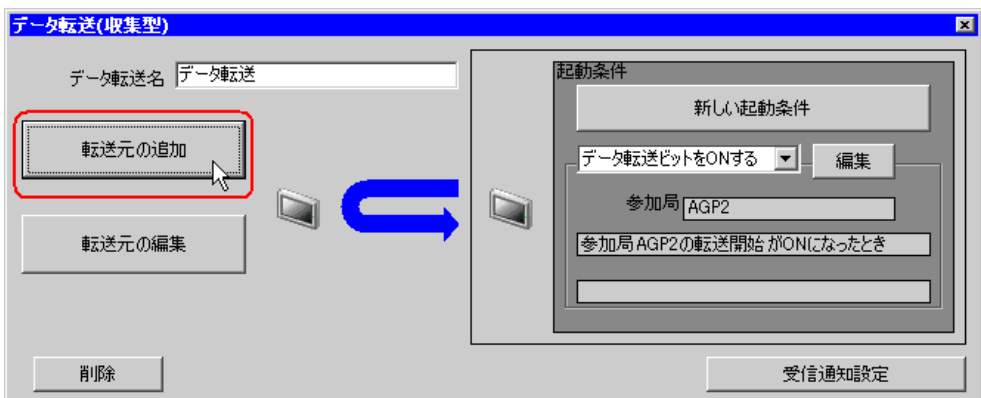 データ転送(収集型)
データ転送名 データ転送
転送元の追加
転送元の編集
削除
起動条件
新しい起動条件
データ転送ビットをONする 編集
参加局 AGP2
参加局 AGP2の転送開始 がONになったとき
受信通知設定